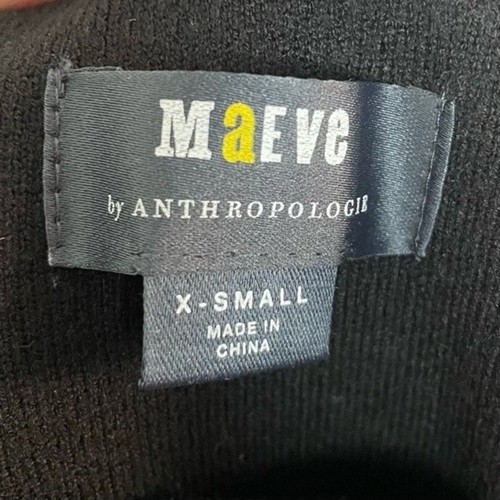 MaEVe
by ANTHROPOLOGIE
X-SMALL
MADE IN
CHINA